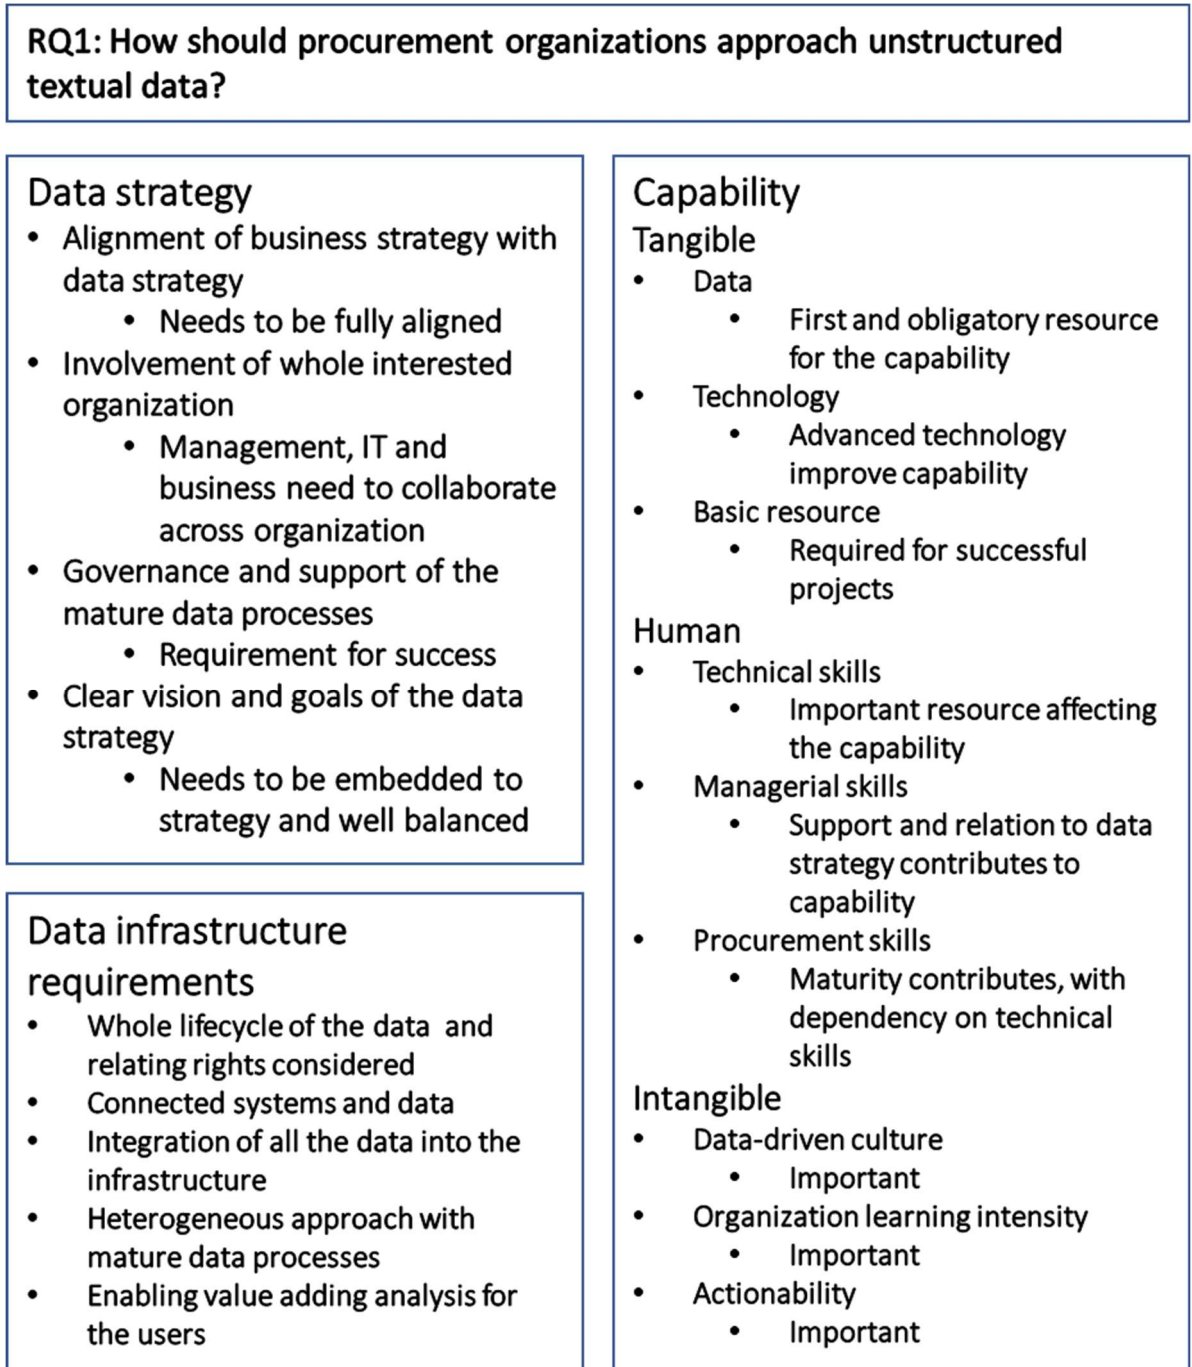 RQ1: How should procurement organizations approach unstructured
textual data?
Data strategy
• Alignment of business strategy with
data strategy
• Needs to be fully aligned
• Involvement of whole interested
organization
• Management, IT and
business need to collaborate
across organization
• Governance and support of the
mature data processes
• Requirement for success
• Clear vision and goals of the data
strategy
• Needs to be embedded to
strategy and well balanced
Data infrastructure
requirements
• Whole lifecycle of the data and
relating rights considered
• Connected systems and data
• Integration of all the data into the
infrastructure
• Heterogeneous approach with
mature data processes
• Enabling value adding analysis for
the users
Capability
Tangible
• Data
• First and obligatory resource
for the capability
• Technology
• Advanced technology
improve capability
• Basic resource
• Required for successful
projects
Human
• Technical skills
• Important resource affecting
the capability
• Managerial skills
• Support and relation to data
strategy contributes to
capability
• Procurement skills
• Maturity contributes, with
dependency on technical
skills
Intangible
• Data-driven culture
• Important
• Organization learning intensity
• Important
• Actionability
• Important